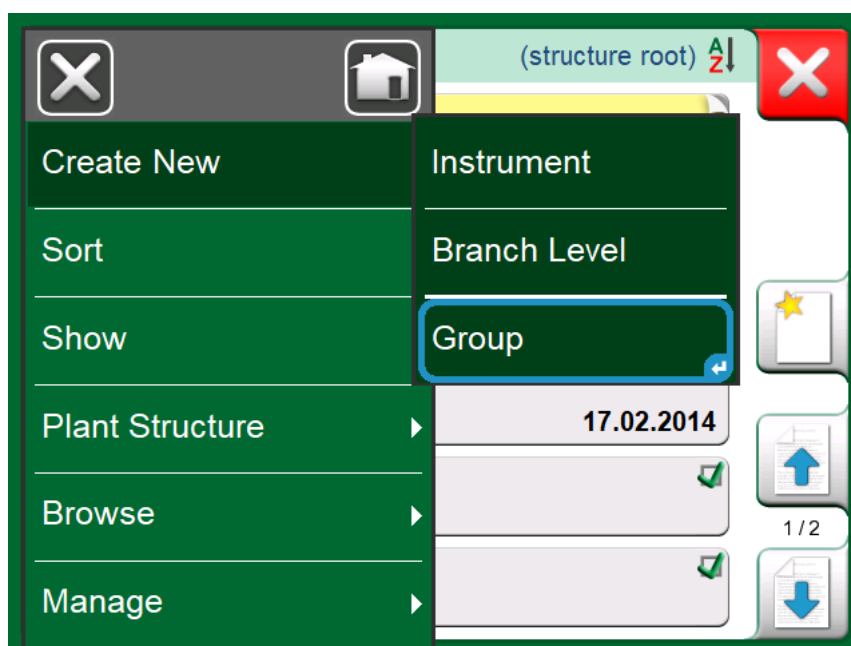 (structure root) A
Z
Create New
Instrument
Sort
Branch Level
Show
Group
Plant Structure
17.02.2014
Browse
1 / 2
Manage